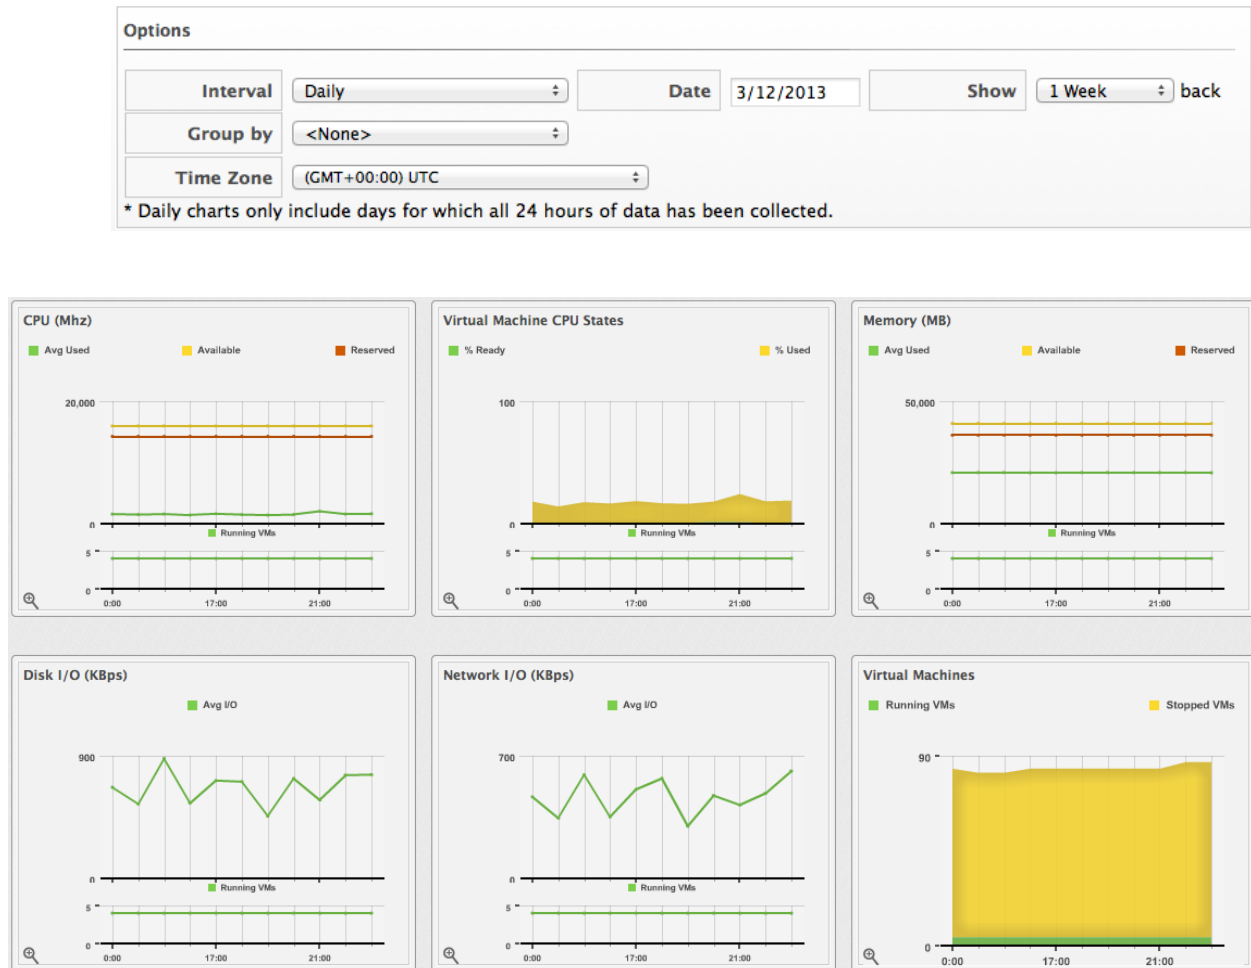 Options
Interval Daily Date 3/12/2013 Show 1 Week back
Group by <None>
Time Zone (GMT+00:00) UTC
* Daily charts only include days for which all 24 hours of data has been collected.
CPU (Mhz)
Avg Used Available Reserved
20,000
0
Running VMs
5
0
0:00 17:00 21:00
Virtual Machine CPU States
% Ready % Used
100
0
Running VMs
5
0
0:00 17:00 21:00
Memory (MB)
Avg Used Available Reserved
50,000
0
Running VMs
5
0
0:00 17:00 21:00
Disk I/O (KBps)
Avg I/O
900
0
Running VMs
5
0
0:00 17:00 21:00
Network I/O (KBps)
Avg I/O
700
0
Running VMs
5
0
0:00 17:00 21:00
Virtual Machines
Running VMs Stopped VMs
90
0
0:00 17:00 21:00